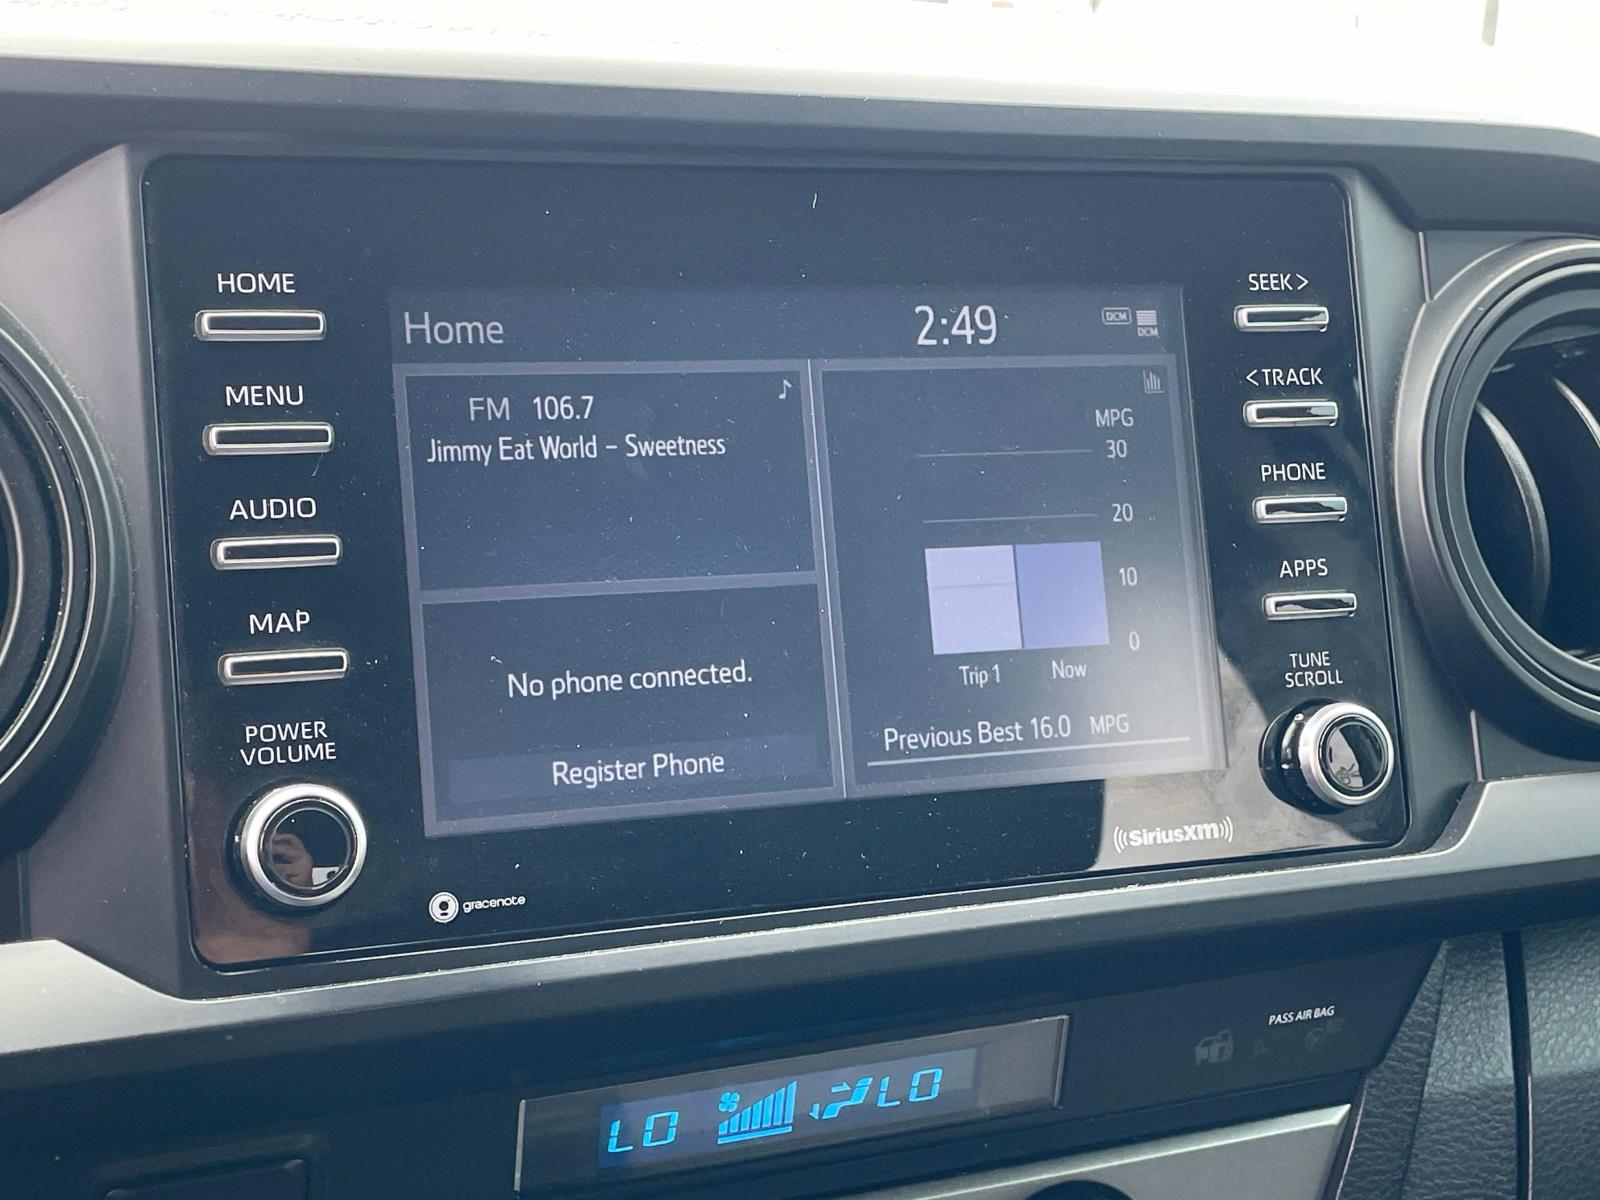 HOME
MENU
AUDIO
MAP
POWER
VOLUME
Home
2:49
DCM
DCM
FM 106.7
Jimmy Eat World – Sweetness
No phone connected.
Register Phone
MPG
30
20
10
0
Trip 1
Now
Previous Best 16.0 MPG
SEEK >
< TRACK
PHONE
APPS
TUNE
SCROLL
gracenote
((SiriusXM))
PASS AIR BAG
LO
LO